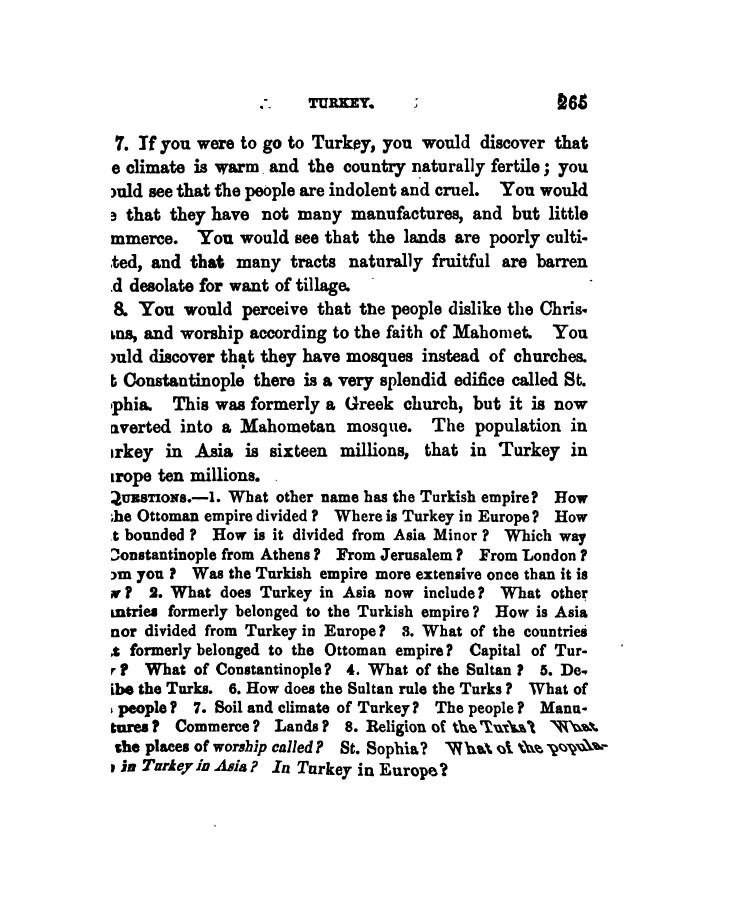 TURKEY. 265
7. If you were to go to Turkey, you would discover that
e climate is warm and the country naturally fertile; you
ould see that the people are indolent and cruel. You would
e that they have not many manufactures, and but little
mmerce. You would see that the lands are poorly culti-
ted, and that many tracts naturally fruitful are barren
d desolate for want of tillage.
8. You would perceive that the people dislike the Chris-
ans, and worship according to the faith of Mahomet. You
ould discover that they have mosques instead of churches.
t Constantinople there is a very splendid edifice called St.
phia. This was formerly a Greek church, but it is now
nverted into a Mahometan mosque. The population in
urkey in Asia is sixteen millions, that in Turkey in
urope ten millions.
QUESTIONS.—1. What other name has the Turkish empire? How
the Ottoman empire divided? Where is Turkey in Europe? How
t bounded? How is it divided from Asia Minor? Which way
Constantinople from Athens? From Jerusalem? From London?
om you? Was the Turkish empire more extensive once than it is
w? 2. What does Turkey in Asia now include? What other
untries formerly belonged to the Turkish empire? How is Asia
nor divided from Turkey in Europe? 3. What of the countries
t formerly belonged to the Ottoman empire? Capital of Tur-
r? What of Constantinople? 4. What of the Sultan? 5. De-
ibe the Turks. 6. How does the Sultan rule the Turks? What of
people? 7. Soil and climate of Turkey? The people? Manu-
tures? Commerce? Lands? 8. Religion of the Turks? What
the places of worship called? St. Sophia? What of the popula-
in Turkey in Asia? In Turkey in Europe?